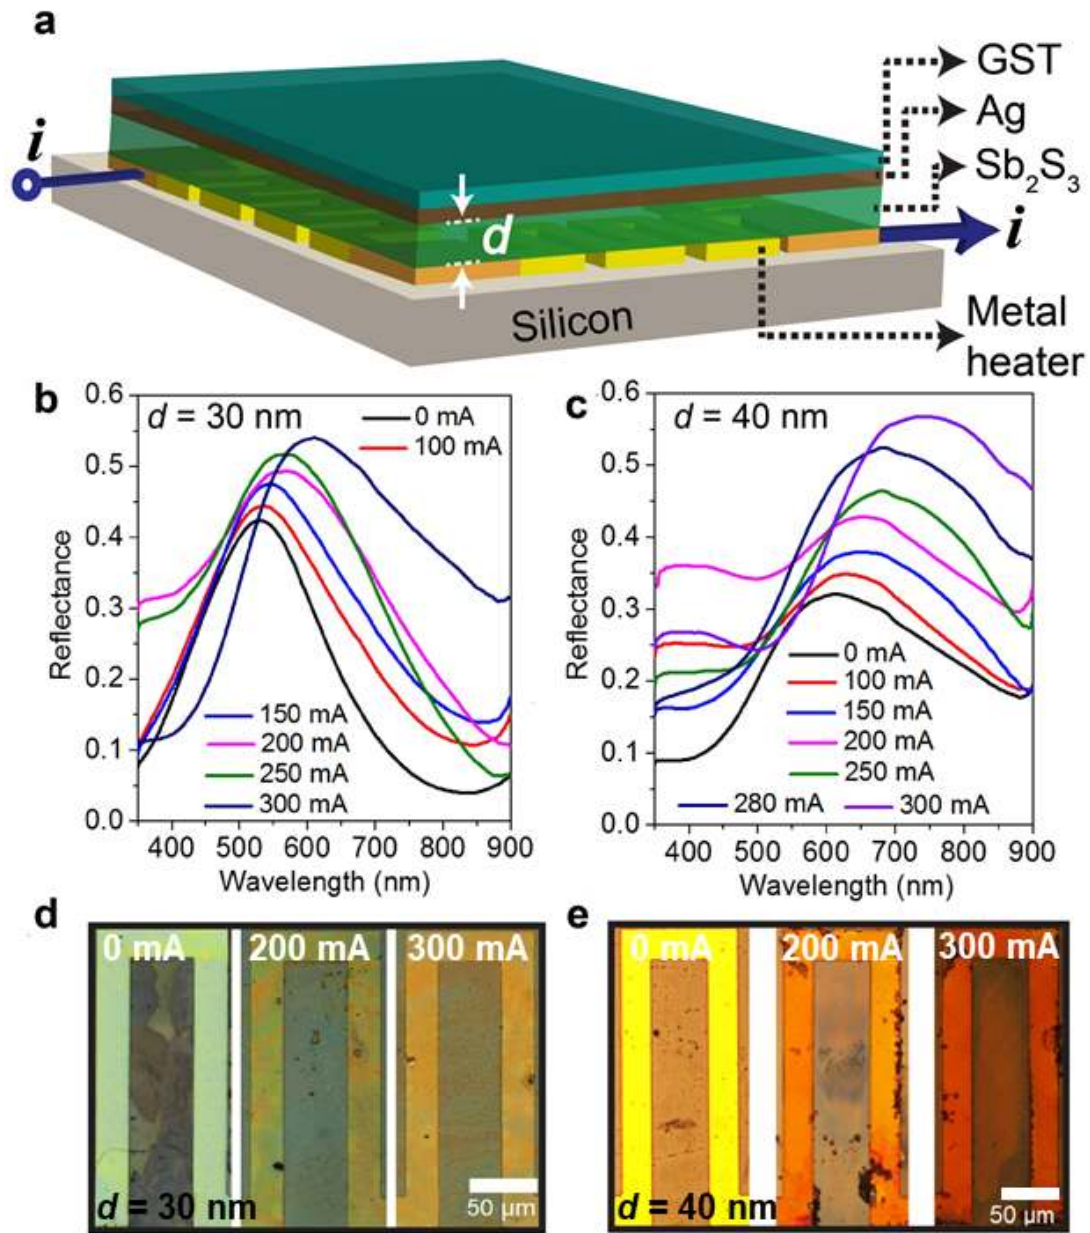 a
GST
Ag
Sb₂S₃
i
i
d
Silicon
Metal
heater
b
d = 30 nm
0 mA
100 mA
150 mA
200 mA
250 mA
300 mA
0.6
0.5
0.4
0.3
0.2
0.1
0.0
Reflectance
400 500 600 700 800 900
Wavelength (nm)
c
d = 40 nm
0 mA
100 mA
150 mA
200 mA
250 mA
280 mA 300 mA
0.6
0.5
0.4
0.3
0.2
0.1
0.0
Reflectance
400 500 600 700 800 900
Wavelength (nm)
d
0 mA 200 mA 300 mA
d = 30 nm
50 µm
e
0 mA 200 mA 300 mA
d = 40 nm
50 µm